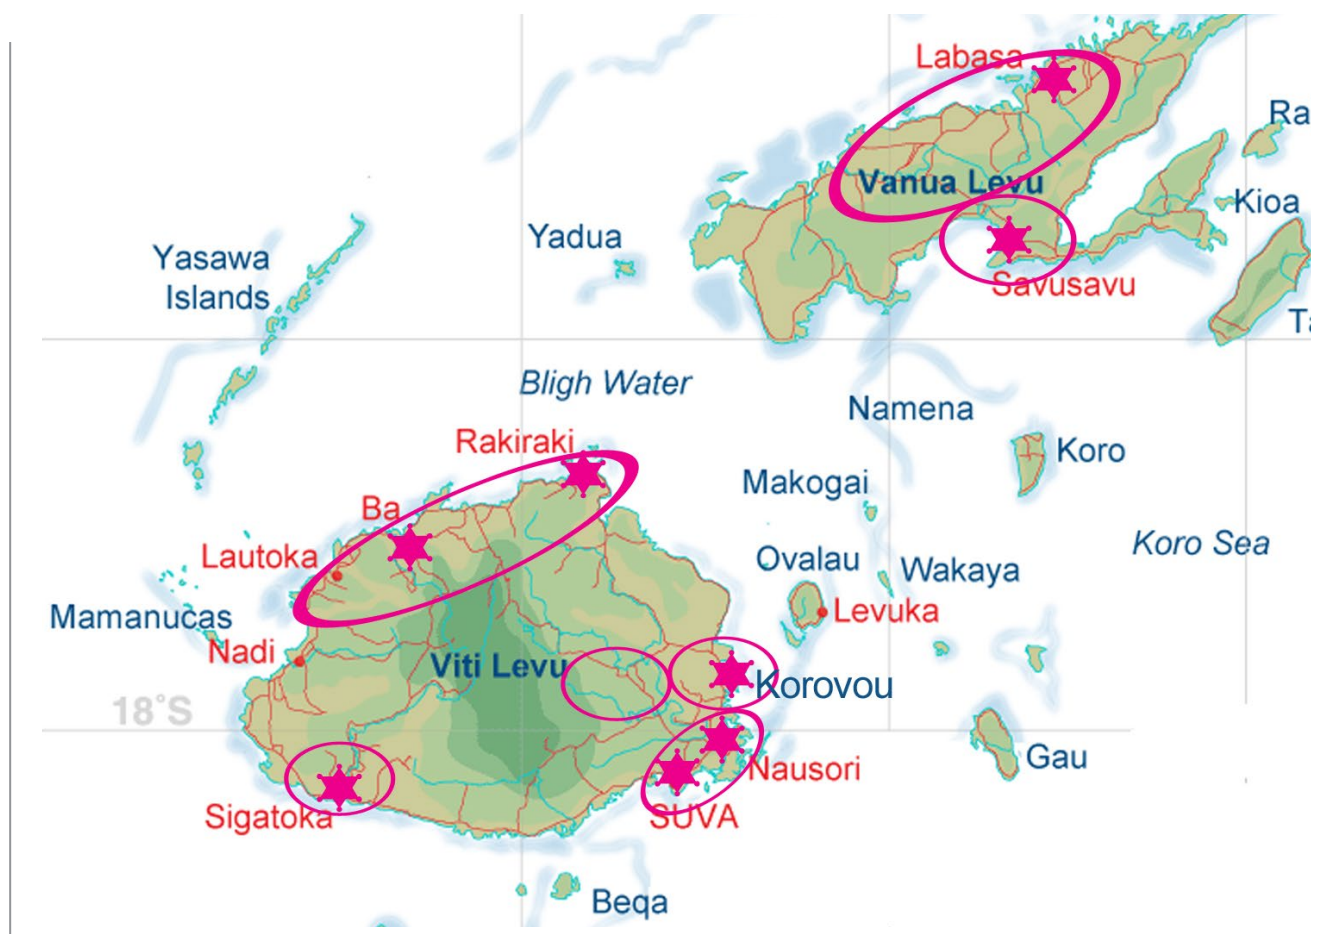 Labasa
Ra
Vanua Levu
Kioa
Yadua
Yasawa
Islands
Savusavu
Bligh Water
Namena
Rakiraki
Koro
Makogai
Ba
Koro Sea
Lautoka
Ovalau
Wakaya
Mamanucas
Levuka
Nadi
Viti Levu
Korovou
18°S
Gau
Nausori
Sigatoka
SUVA
Beqa